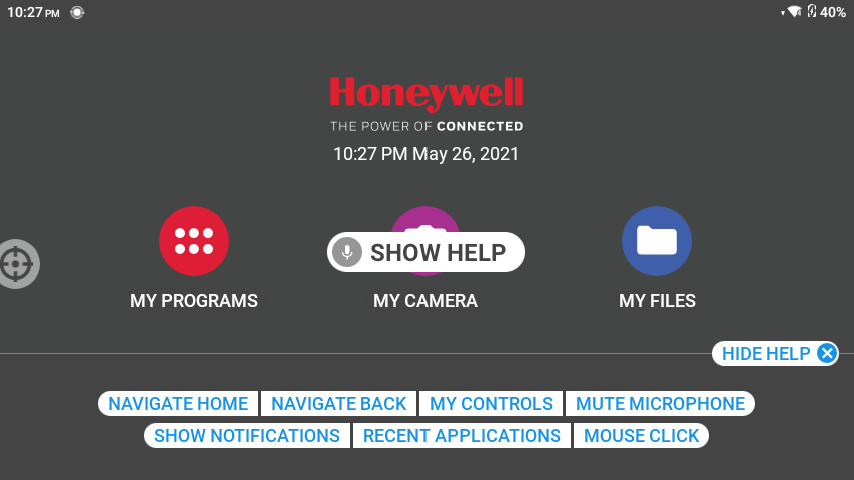 10:27 PM 40%
Honeywell
THE POWER OF CONNECTED
10:27 PM May 26, 2021
SHOW HELP
MY PROGRAMS MY CAMERA MY FILES
HIDE HELP
NAVIGATE HOME NAVIGATE BACK MY CONTROLS MUTE MICROPHONE
SHOW NOTIFICATIONS RECENT APPLICATIONS MOUSE CLICK